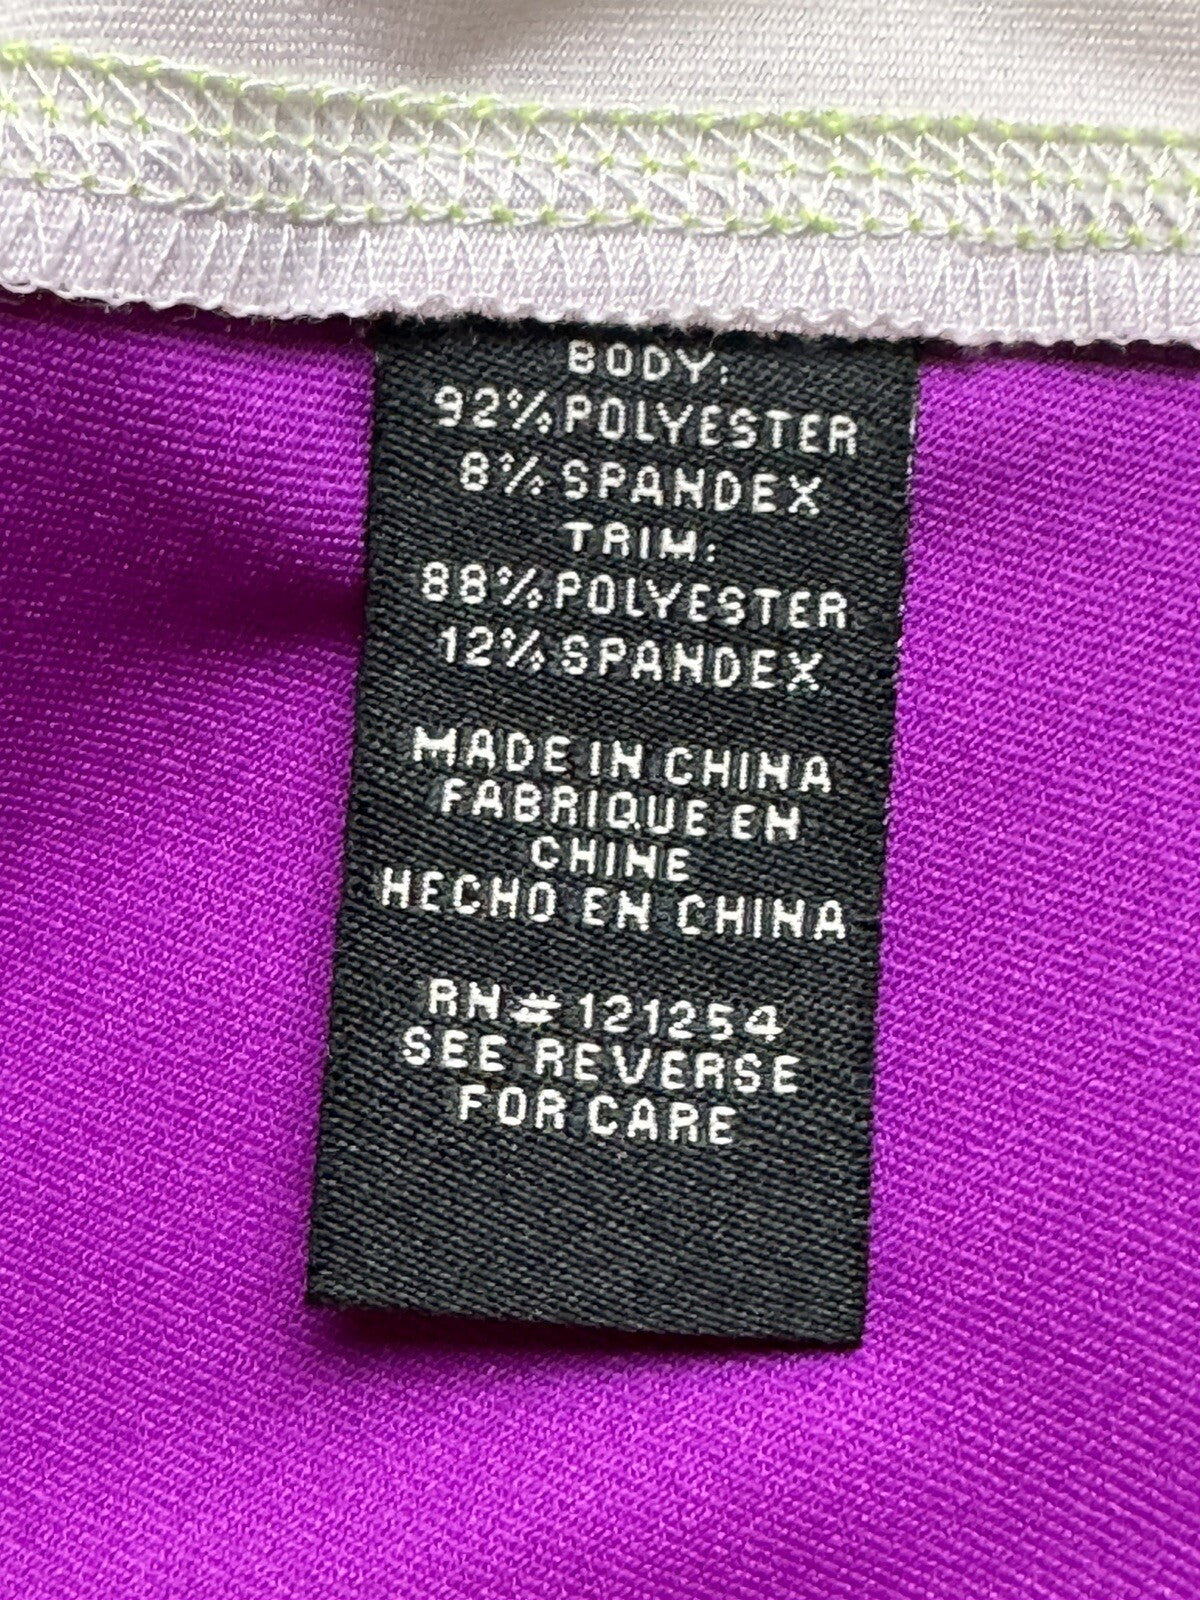 BODY:
92%POLYESTER
8%SPANDEX
TRIM:
88%POLYESTER
12%SPANDEX
MADE IN CHINA
FABRIQUE EN
CHINE
HECHO EN CHINA
RN#121254
SEE REVERSE
FOR CARE